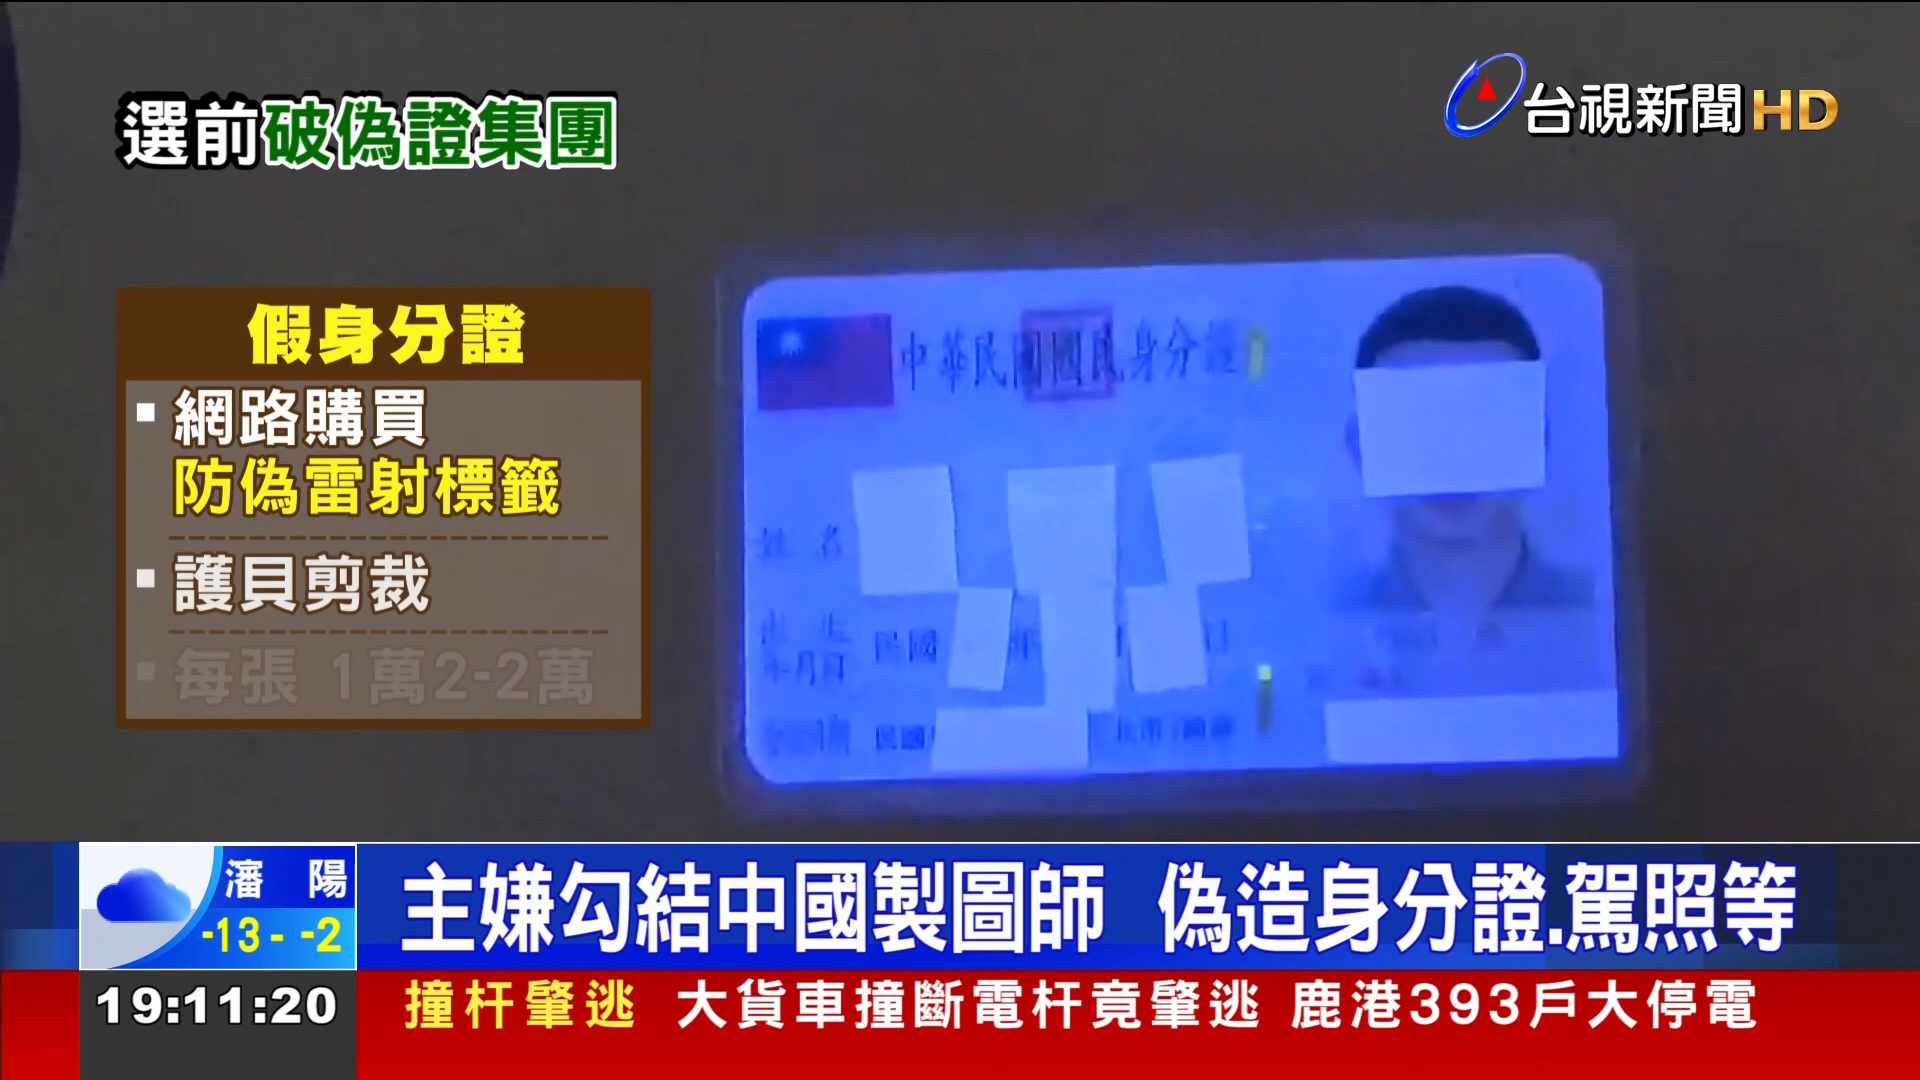 選前破偽證集團
台視新聞HD
假身分證
網路購買
防偽雷射標籤
護貝剪裁
每張 1萬2-2萬
中華民國國民身分證
姓 名
出 生
年月日
民國 年 日
民國
瀋 陽
-13 - -2
主嫌勾結中國製圖師 偽造身分證.駕照等
19:11:20
撞杆肇逃 大貨車撞斷電杆竟肇逃 鹿港393戶大停電